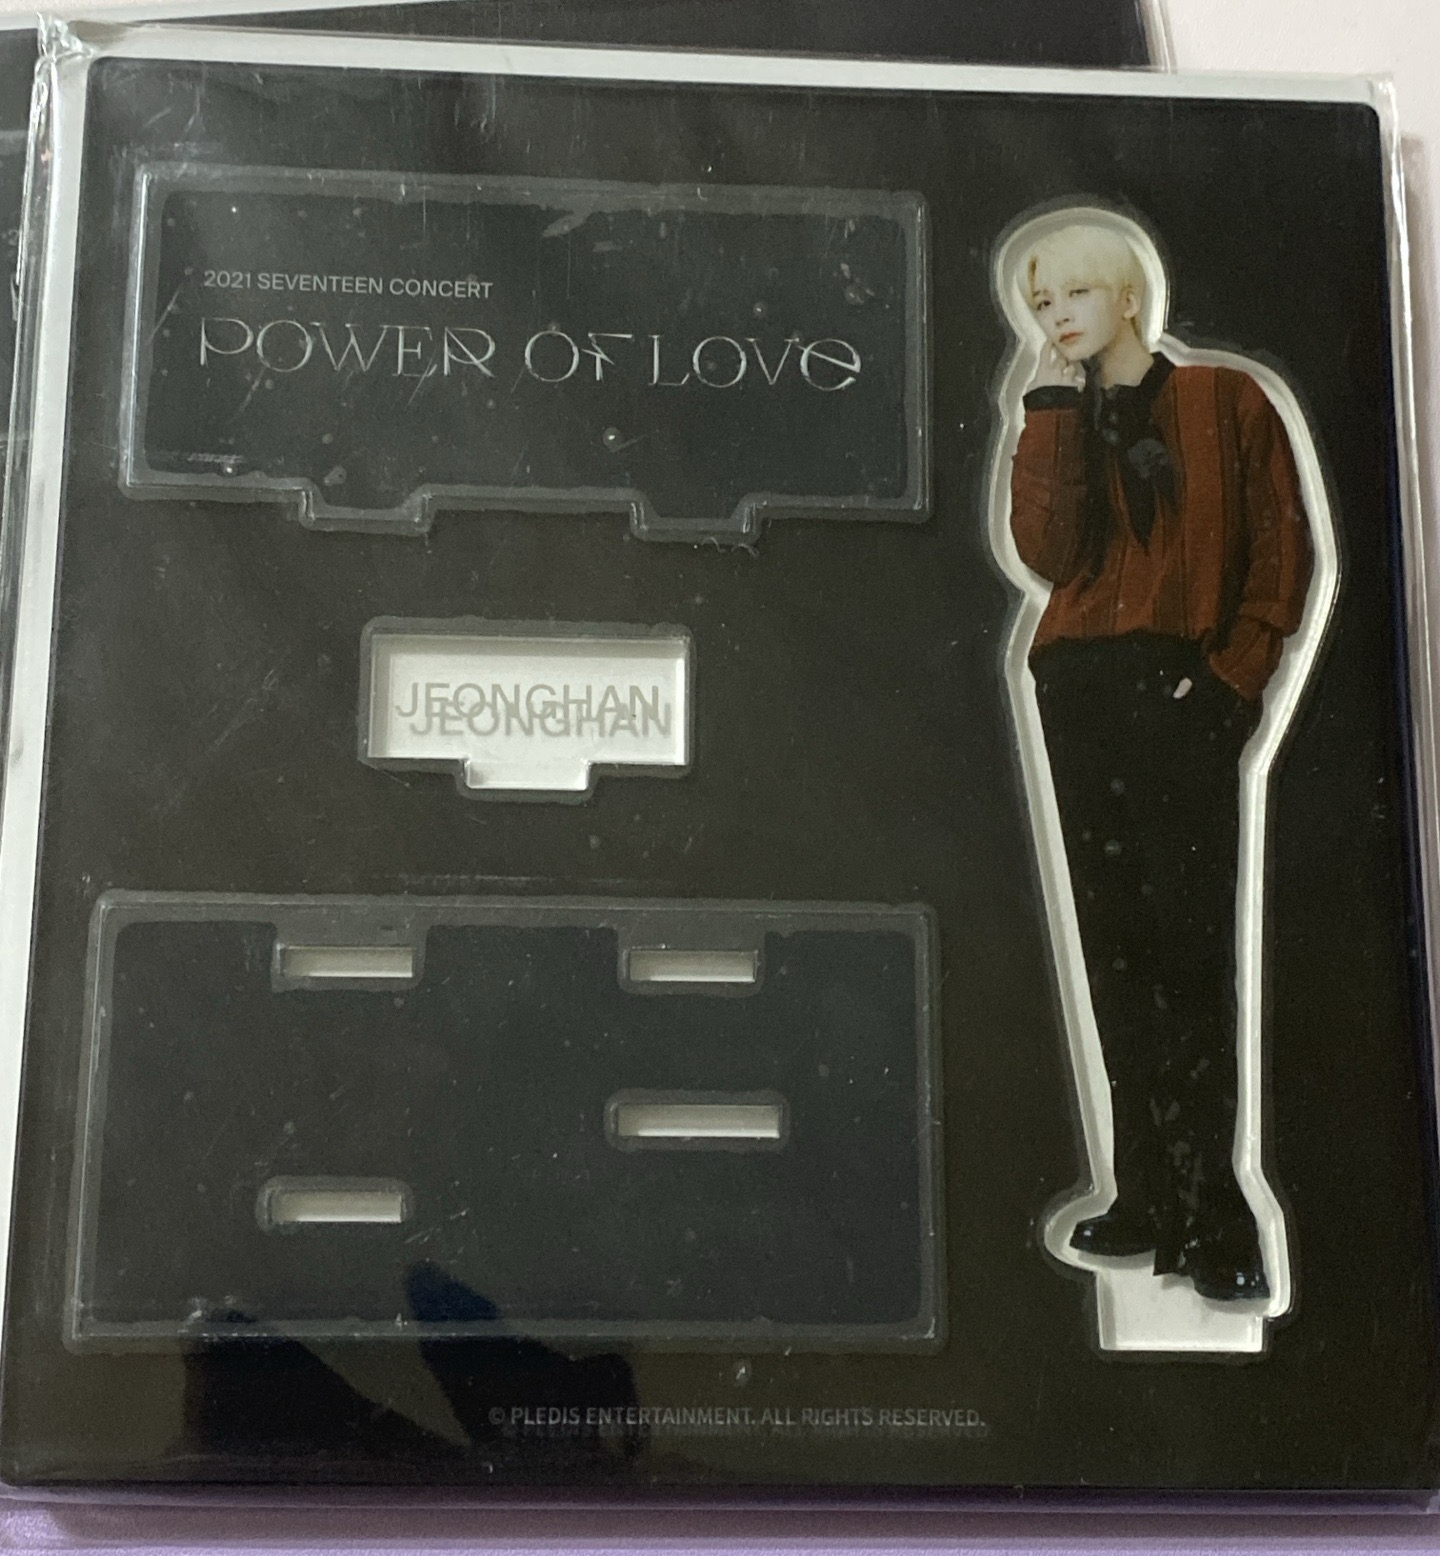 2021 SEVENTEEN CONCERT
POWER OF LOVE
JEONGHAN
© PLEDIS ENTERTAINMENT. ALL RIGHTS RESERVED.